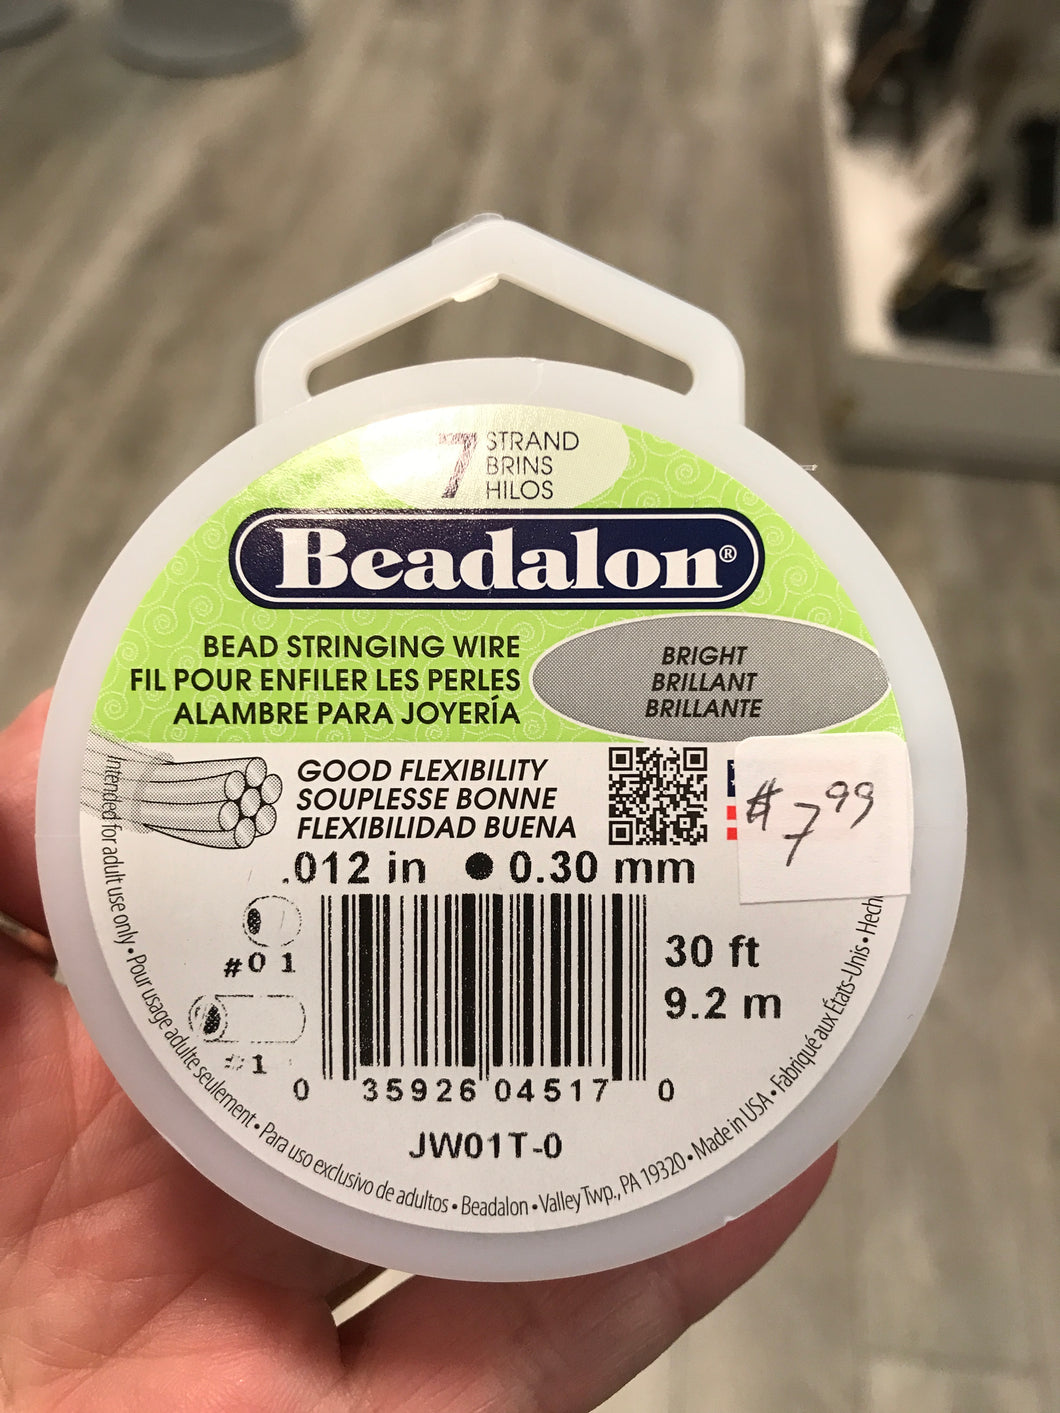 7 STRAND
BRINS
HILOS
Beadalon®
BEAD STRINGING WIRE
FIL POUR ENFILER LES PERLES
ALAMBRE PARA JOYERÍA
BRIGHT
BRILLANT
BRILLANTE
GOOD FLEXIBILITY
SOUPLESSE BONNE
FLEXIBILIDAD BUENA
$7.99
.012 in ● 0.30 mm
#01
#1
30 ft
9.2 m
0 35926 04517 0
JW01T-0
Intended for adult use only • Pour usage adulte seulement • Para uso exclusivo de adultos • Beadalon • Valley Twp., PA 19320 • Made in USA • Fabriqué aux États-Unis • Hech